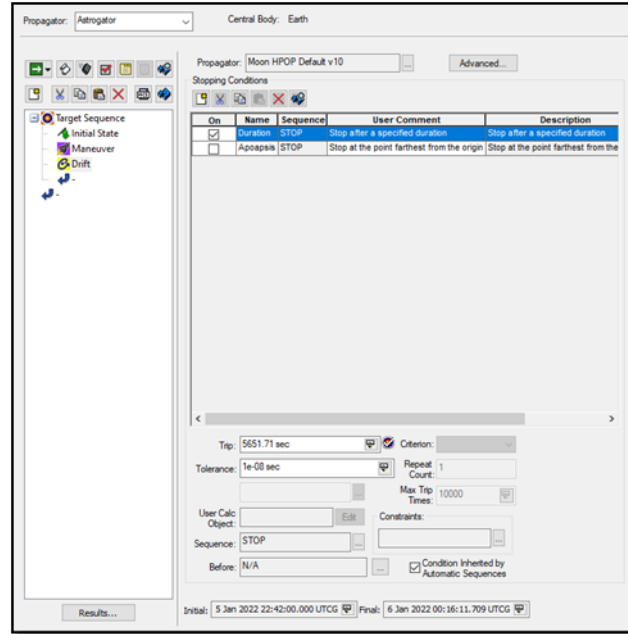 Propagator: Astrogator Central Body: Earth
Propagator: Moon HPOP Default v10 ... Advanced...
Stopping Conditions
Target Sequence
Initial State
Maneuver
Drift
-
-
On Name Sequence User Comment Description
Duration STOP Stop after a specified duration Stop after a specified duration
Apoapsis STOP Stop at the point farthest from the origin Stop at the point farthest from the
Trip: 5651.71 sec Criterion:
Tolerance: 1e-08 sec Repeat Count: 1
... Max Trip Times: 10000
User Calc Object: Edit Constraints:
Sequence: STOP ... ...
Before: N/A ... Condition Inherited by Automatic Sequences
Results... Initial: 5 Jan 2022 22:42:00.000 UTCG Final: 6 Jan 2022 00:16:11.709 UTCG